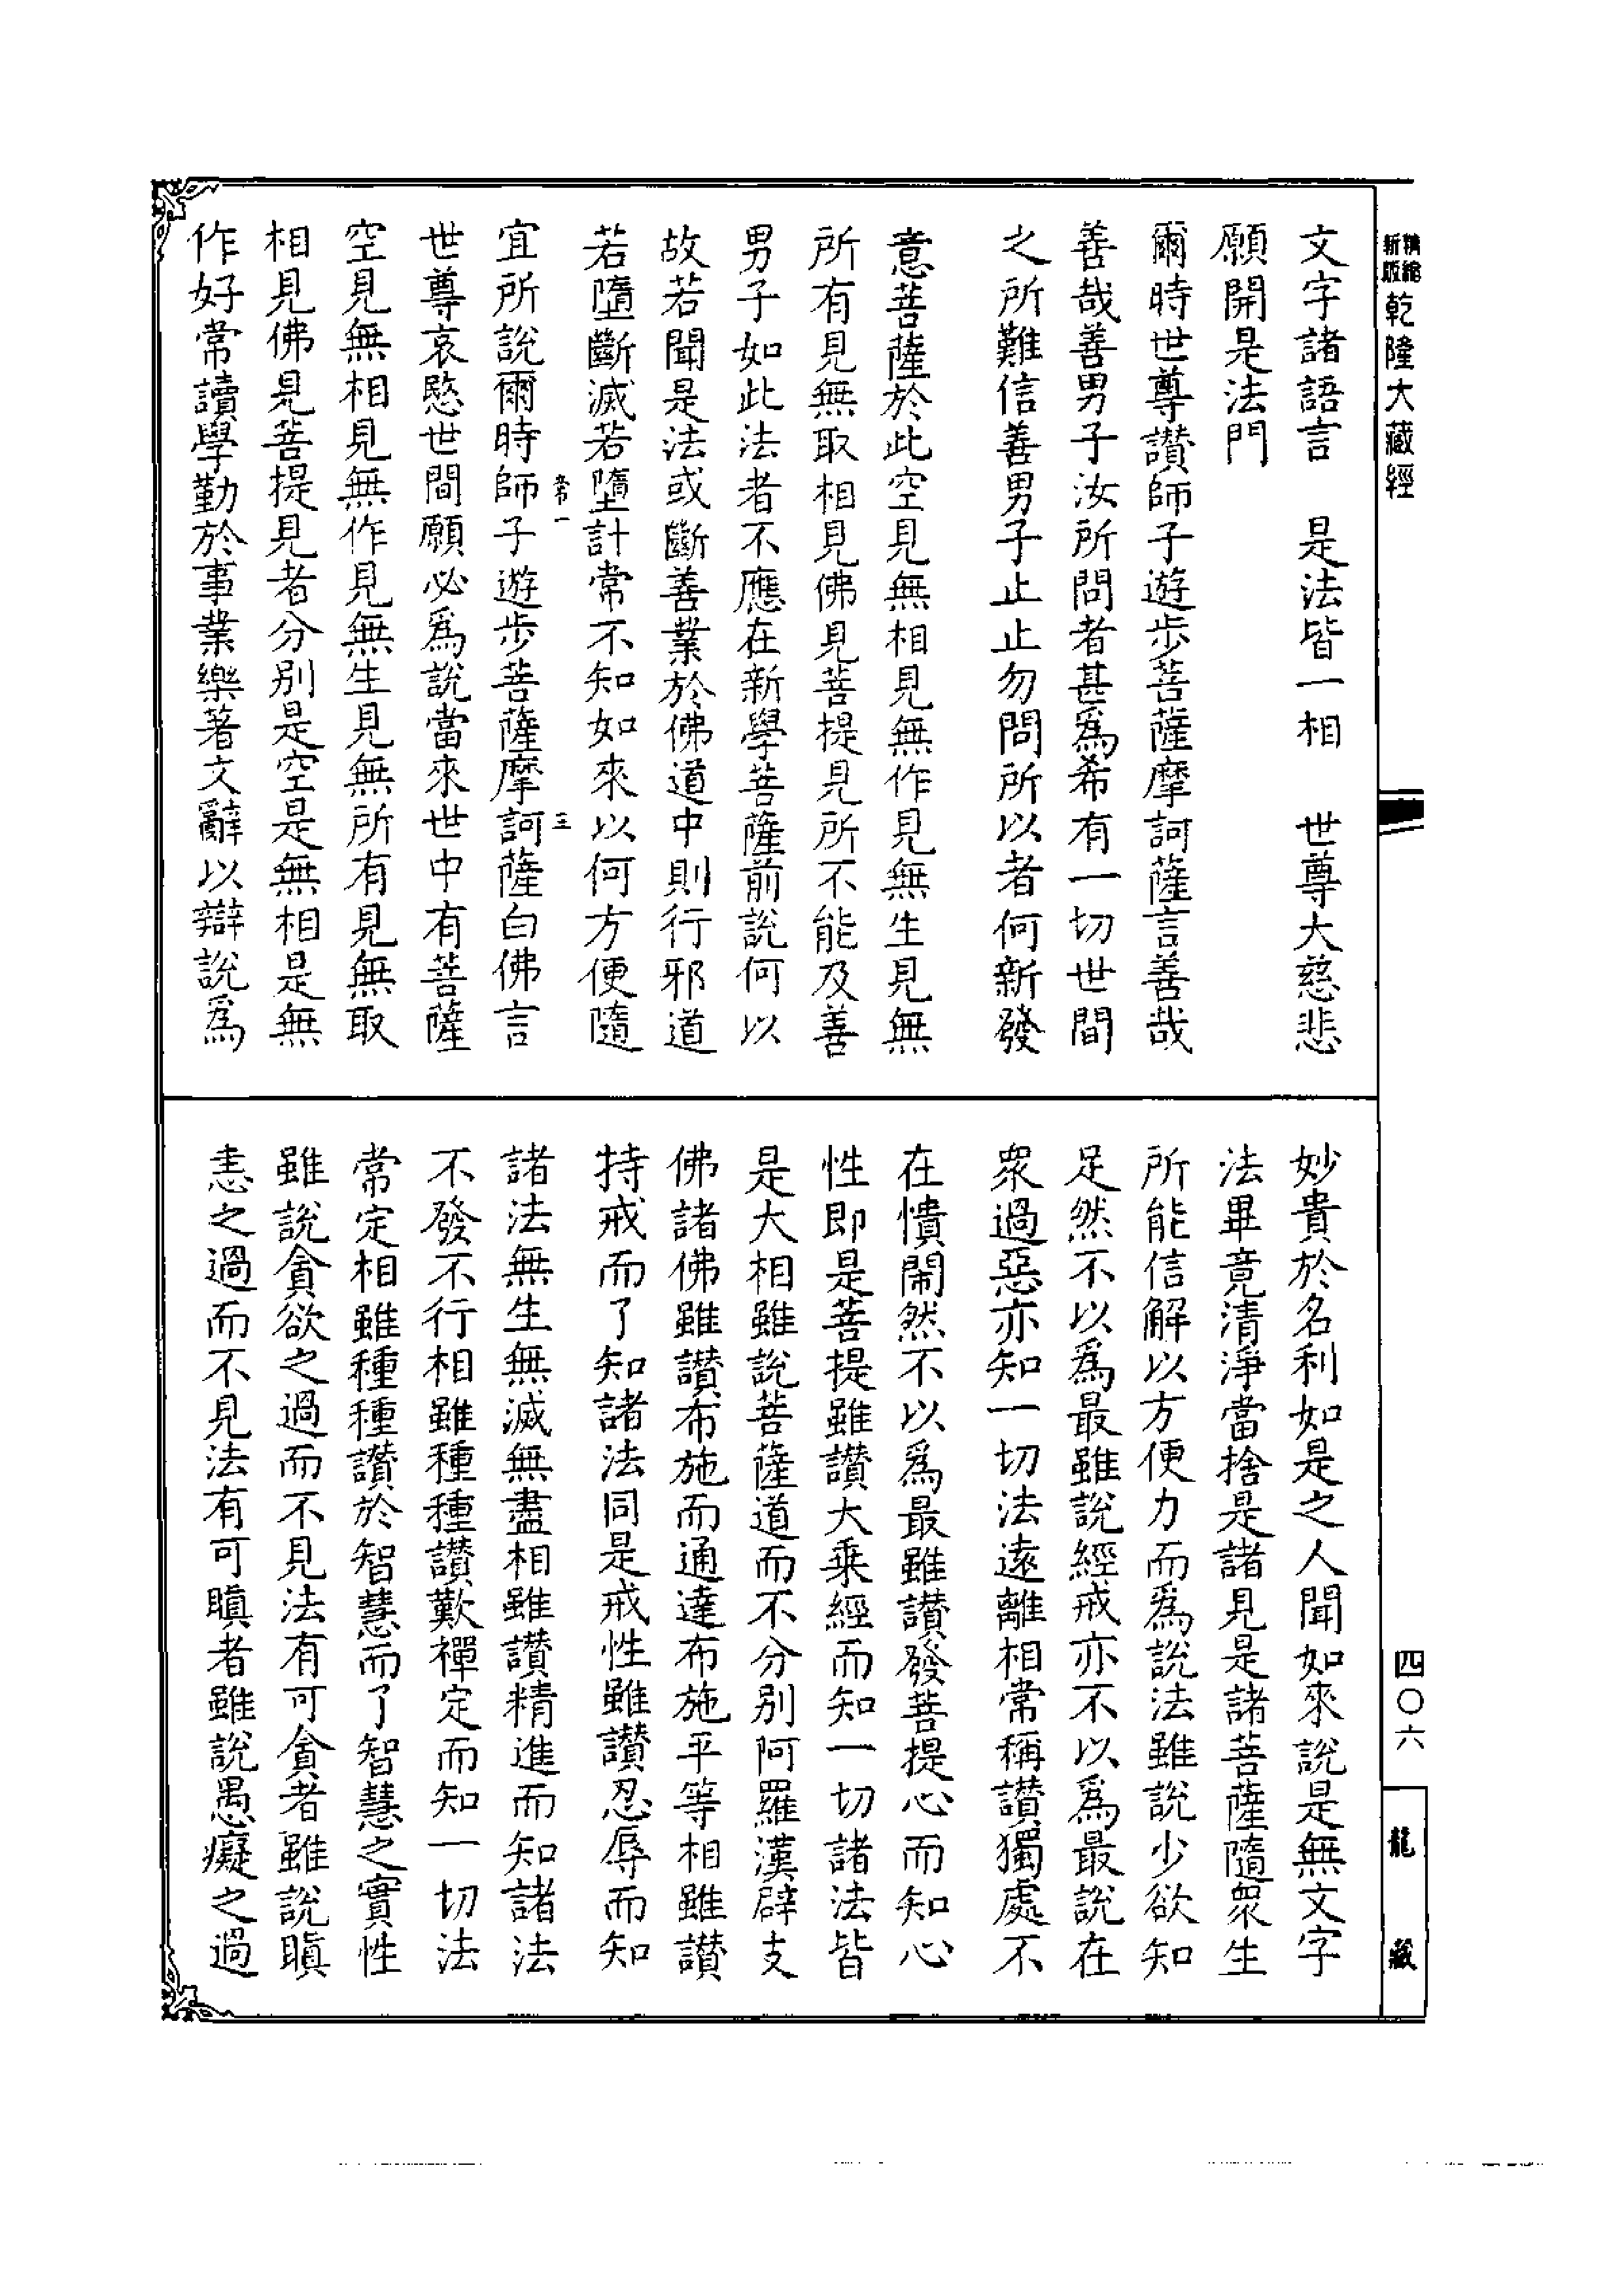 精縮新版 乾隆大藏經
文字諸語言　是法皆一相　世尊大慈悲
願開是法門
爾時世尊讚師子遊步菩薩摩訶薩言善哉
善哉善男子汝所問者甚爲希有一切世間
之所難信善男子止止勿問所以者何新發
意菩薩於此空見無相見無作見無生見無
所有見無取相見佛見菩提見所不能及善
男子如此法者不應在新學菩薩前說何以
故若聞是法或斷善業於佛道中則行邪道
若墮斷滅若墮計常不知如來以何方便隨
常一　三
宜所說爾時師子遊步菩薩摩訶薩白佛言
世尊哀愍世間願必爲說當來世中有菩薩
空見無相見無作見無生見無所有見無取
相見佛見菩提見者分別是空是無相是無
作好常讀學勤於事業樂著文辭以辯說爲
妙貴於名利如是之人聞如來說是無文字
法畢竟清淨當捨是諸見是諸菩薩隨眾生
所能信解以方便力而爲說法雖說少欲知
足然不以爲最雖說經戒亦不以爲最說在
眾過惡亦知一切法遠離相常稱讚獨處不
在憒閙然不以爲最雖讚發菩提心而知心
性即是菩提雖讚大乘經而知一切諸法皆
是大相雖說菩薩道而不分別阿羅漢辟支
佛諸佛雖讚布施而通達布施平等相雖讚
持戒而了知諸法同是戒性雖讚忍辱而知
諸法無生無滅無盡相雖讚精進而知諸法
不發不行相雖種種讚歎禪定而知一切法
常定相雖種種讚於智慧而了智慧之實性
雖說貪欲之過而不見法有可貪者雖說瞋
恚之過而不見法有可瞋者雖說愚癡之過
四〇六
龍藏